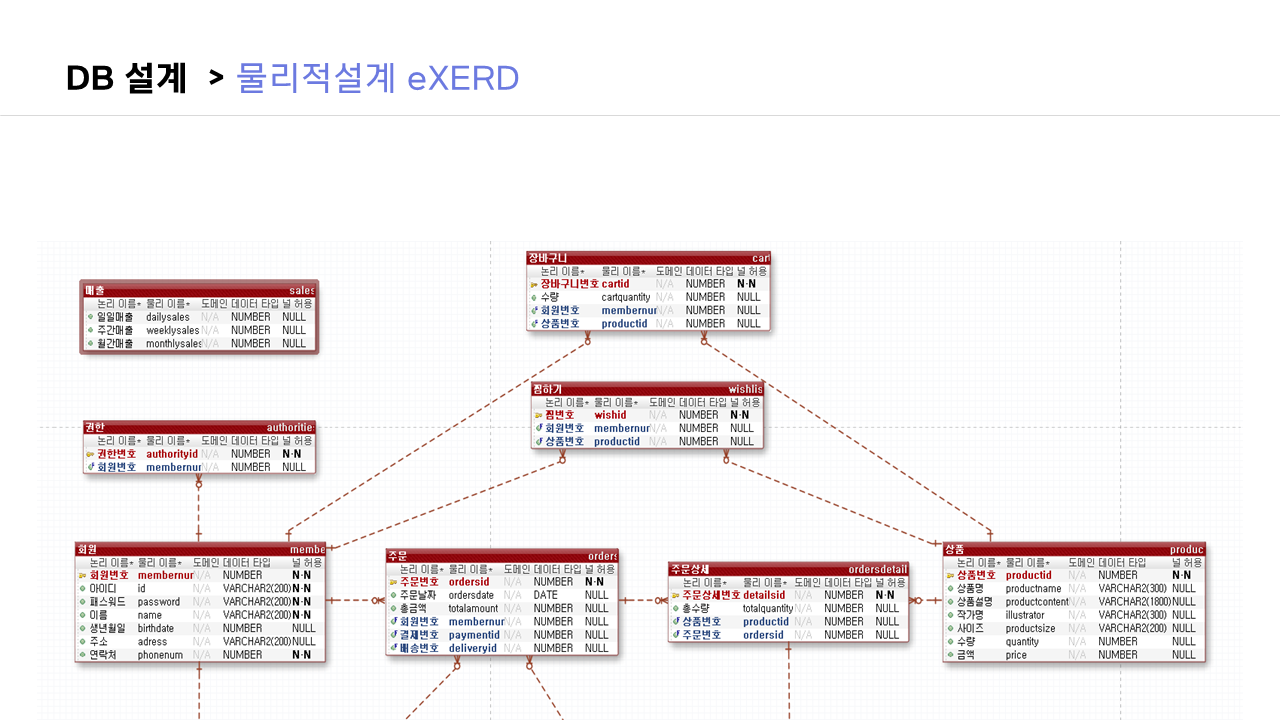 DB 설계 > 물리적설계 eXERD
장바구니 cart
논리 이름* 물리 이름* 도메인 데이터 타입 널 허용
장바구니번호 cartid N/A NUMBER N-N
수량 cartquantity N/A NUMBER NULL
회원번호 membernur N/A NUMBER NULL
상품번호 productid N/A NUMBER NULL
매출 sales
논리 이름* 물리 이름* 도메인 데이터 타입 널 허용
일일매출 dailysales N/A NUMBER NULL
주간매출 weeklysales N/A NUMBER NULL
월간매출 monthlysales N/A NUMBER NULL
찜하기 wishlis
논리 이름* 물리 이름* 도메인 데이터 타입 널 허용
찜번호 wishid N/A NUMBER N-N
회원번호 membernur N/A NUMBER NULL
상품번호 productid N/A NUMBER NULL
권한 authoritie
논리 이름* 물리 이름* 도메인 데이터 타입 널 허용
권한번호 authorityid N/A NUMBER N-N
회원번호 membernur N/A NUMBER NULL
회원 membe
논리 이름* 물리 이름* 도메인 데이터 타입 널 허용
회원번호 membernur N/A NUMBER N-N
아이디 id N/A VARCHAR2(200) N-N
패스워드 password N/A VARCHAR2(200) N-N
이름 name N/A VARCHAR2(200) N-N
생년월일 birthdate N/A NUMBER NULL
주소 adress N/A VARCHAR2(200) NULL
연락처 phonenum N/A NUMBER N-N
주문 orders
논리 이름* 물리 이름* 도메인 데이터 타입 널 허용
주문번호 ordersid N/A NUMBER N-N
주문날짜 ordersdate N/A DATE NULL
총금액 totalamount N/A NUMBER NULL
회원번호 membernur N/A NUMBER NULL
결제번호 paymentid N/A NUMBER NULL
배송번호 deliveryid N/A NUMBER NULL
주문상세 ordersdetail
논리 이름* 물리 이름* 도메인 데이터 타입 널 허용
주문상세번호 detailsid N/A NUMBER N-N
총수량 totalquantity N/A NUMBER NULL
상품번호 productid N/A NUMBER NULL
주문번호 ordersid N/A NUMBER NULL
상품 produc
논리 이름* 물리 이름* 도메인 데이터 타입 널 허용
상품번호 productid N/A NUMBER N-N
상품명 productname N/A VARCHAR2(300) NULL
상품설명 productcontent N/A VARCHAR2(1800) NULL
작가명 illustrator N/A VARCHAR2(300) NULL
사이즈 productsize N/A VARCHAR2(200) NULL
수량 quantity N/A NUMBER NULL
금액 price N/A NUMBER NULL